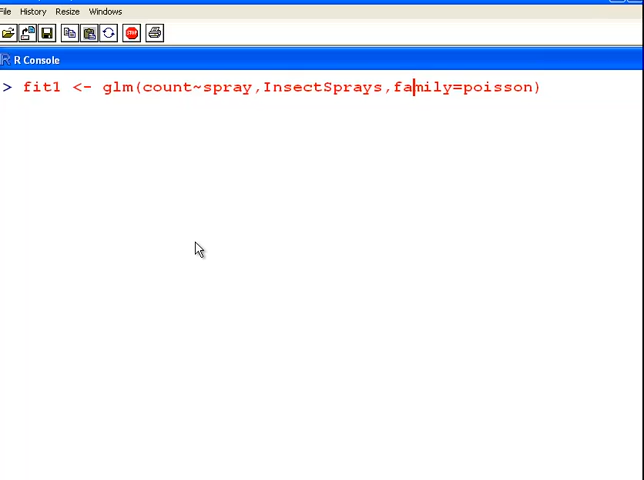 File History Resize Windows
R Console
> fit1 <- glm(count~spray,InsectSprays,family=poisson)